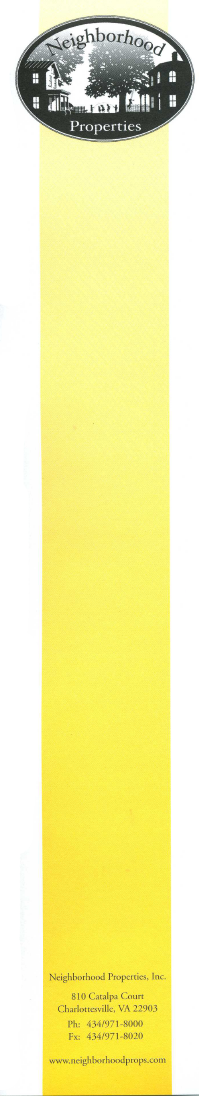 Neighborhood
Properties
Neighborhood Properties, Inc.
810 Catalpa Court
Charlottesville, VA 22903
Ph: 434/971-8000
Fx: 434/971-8020
www.neighborhoodprops.com